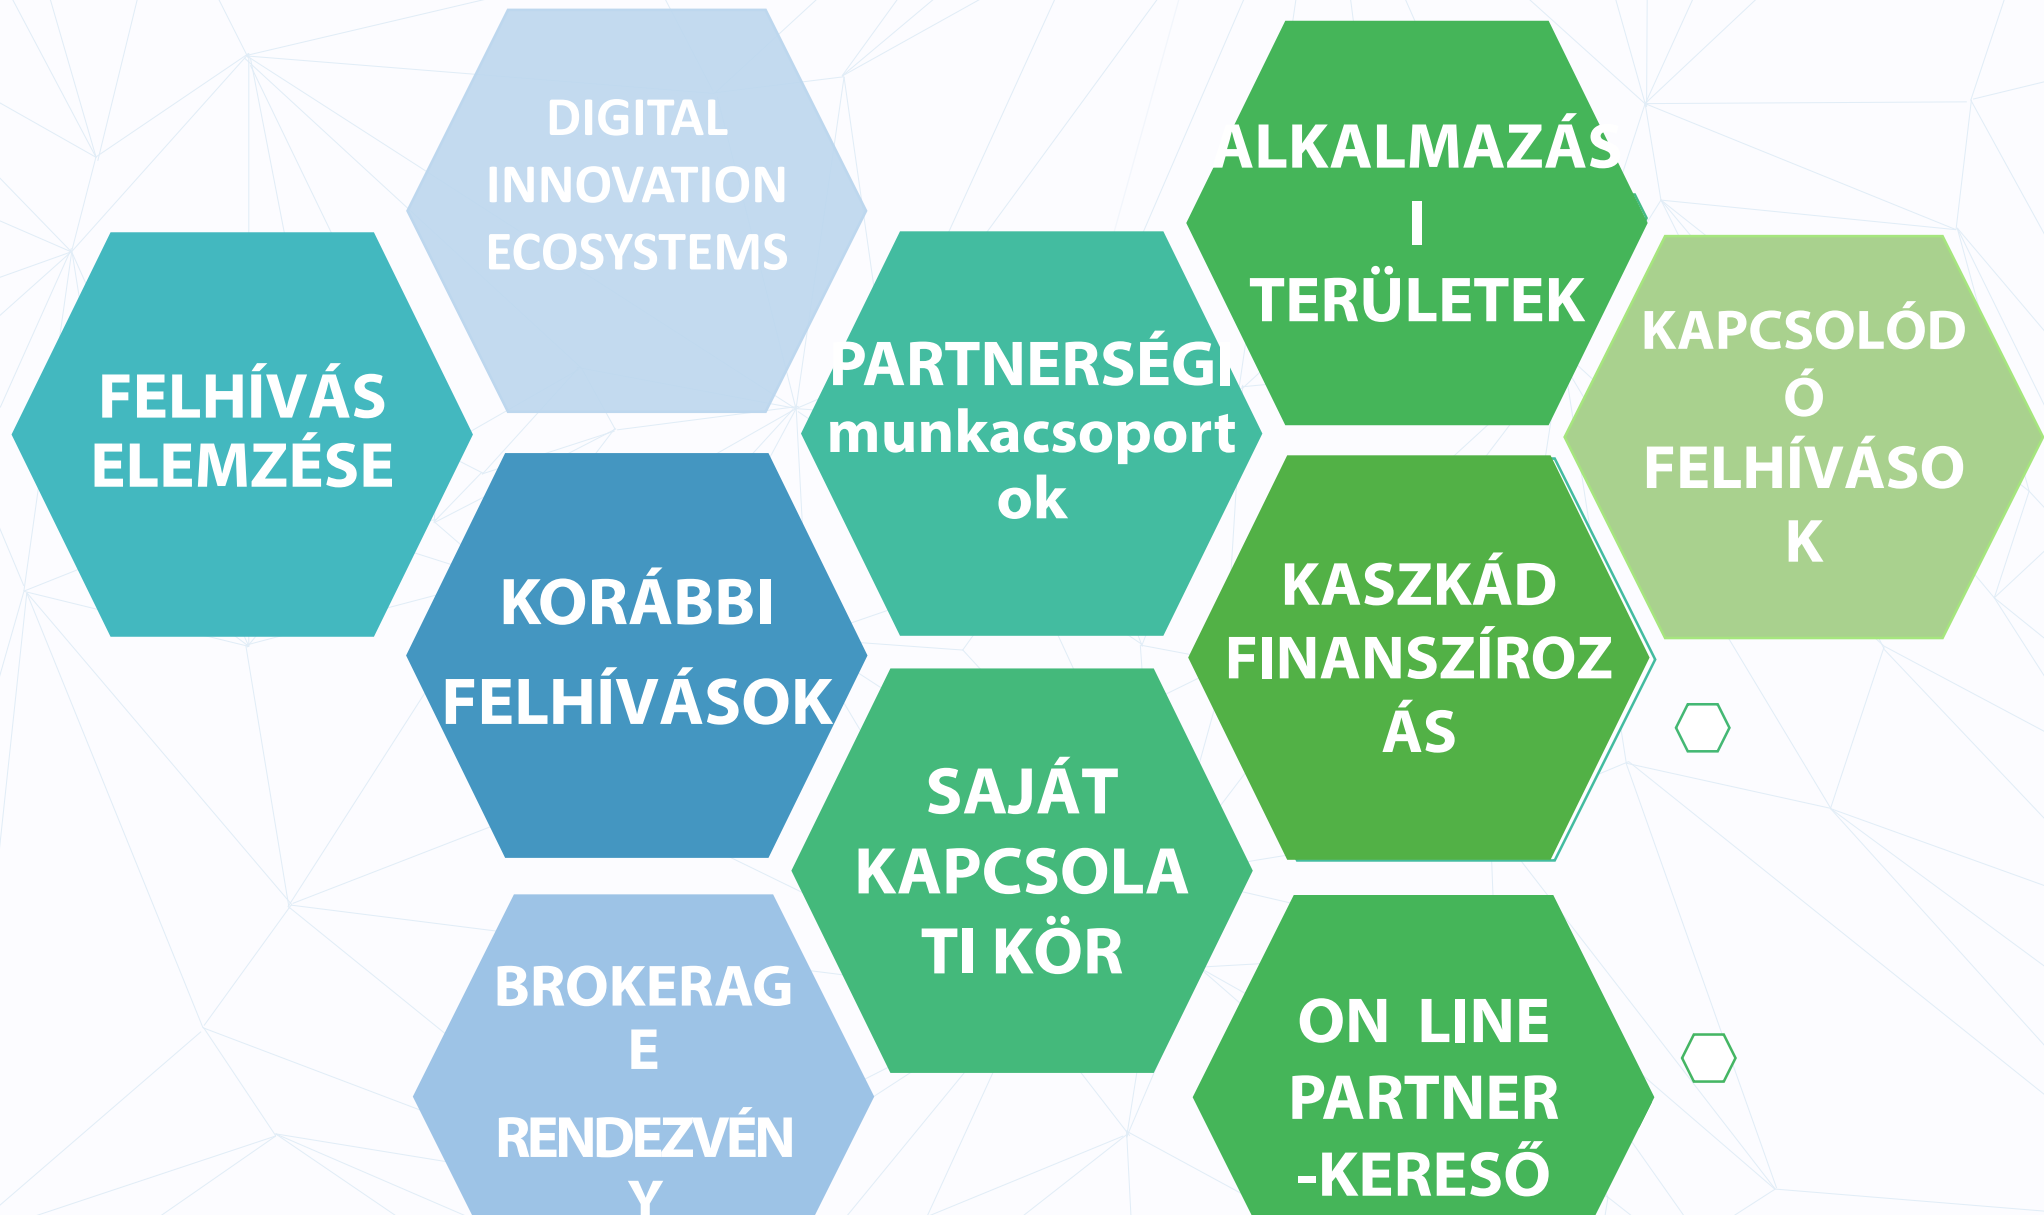 DIGITAL
INNOVATION
ECOSYSTEMS
ALKALMAZÁS
I
TERÜLETEK
FELHÍVÁS
ELEMZÉSE
PARTNERSÉGI
munkacsoport
ok
KAPCSOLÓD
Ó
FELHÍVÁSO
K
KORÁBBI
FELHÍVÁSOK
KASZKÁD
FINANSZÍROZ
ÁS
SAJÁT
KAPCSOLA
TI KÖR
BROKERAG
E
RENDEZVÉN
Y
ON LINE
PARTNER
-KERESŐ